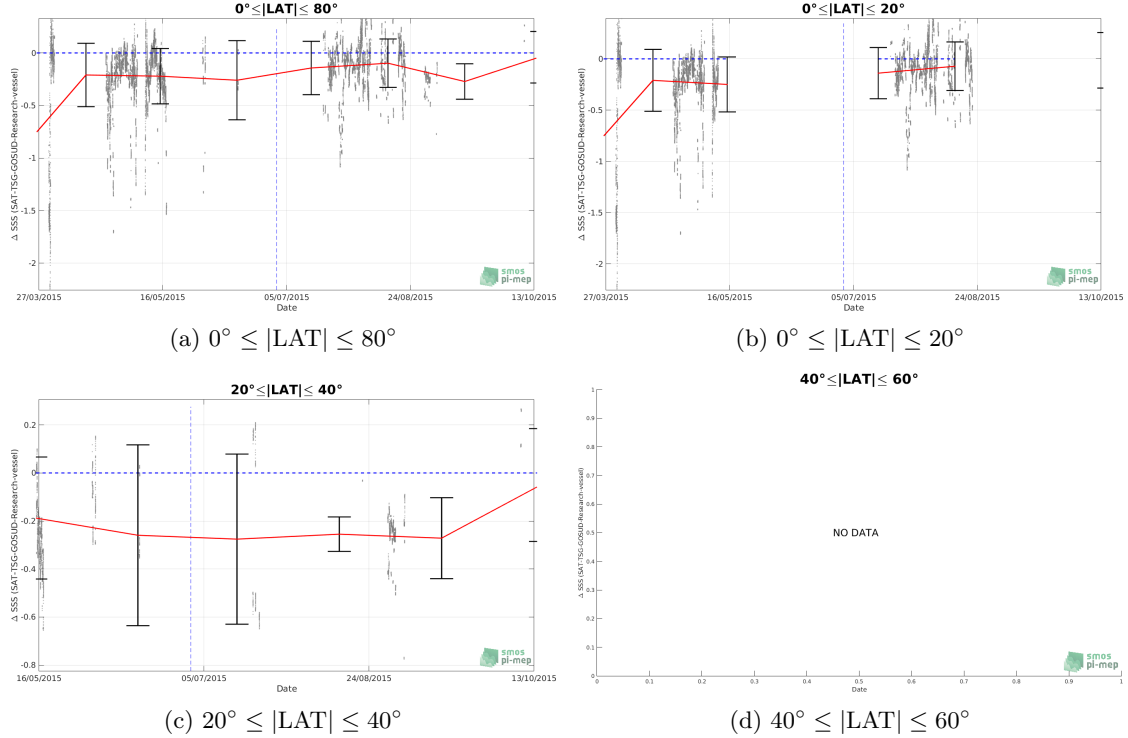 0°≤|LAT|≤ 80°
Δ SSS (SAT-TSG-GOSUD-Research-vessel)
0
-0.5
-1
-1.5
-2
27/03/2015 16/05/2015 05/07/2015 24/08/2015 13/10/2015
Date
smos
pi-mep
(a) 0° ≤ |LAT| ≤ 80°
0°≤|LAT|≤ 20°
Δ SSS (SAT-TSG-GOSUD-Research-vessel)
0
-0.5
-1
-1.5
-2
27/03/2015 16/05/2015 05/07/2015 24/08/2015 13/10/2015
Date
smos
pi-mep
(b) 0° ≤ |LAT| ≤ 20°
20°≤|LAT|≤ 40°
Δ SSS (SAT-TSG-GOSUD-Research-vessel)
0.2
0
-0.2
-0.4
-0.6
-0.8
16/05/2015 05/07/2015 24/08/2015 13/10/2015
Date
smos
pi-mep
(c) 20° ≤ |LAT| ≤ 40°
40°≤|LAT|≤ 60°
Δ SSS (SAT-TSG-GOSUD-Research-vessel)
1
0.9
0.8
0.7
0.6
0.5
0.4
0.3
0.2
0.1
0
NO DATA
0 0.1 0.2 0.3 0.4 0.5 0.6 0.7 0.8 0.9 1
Date
smos
pi-mep
(d) 40° ≤ |LAT| ≤ 60°